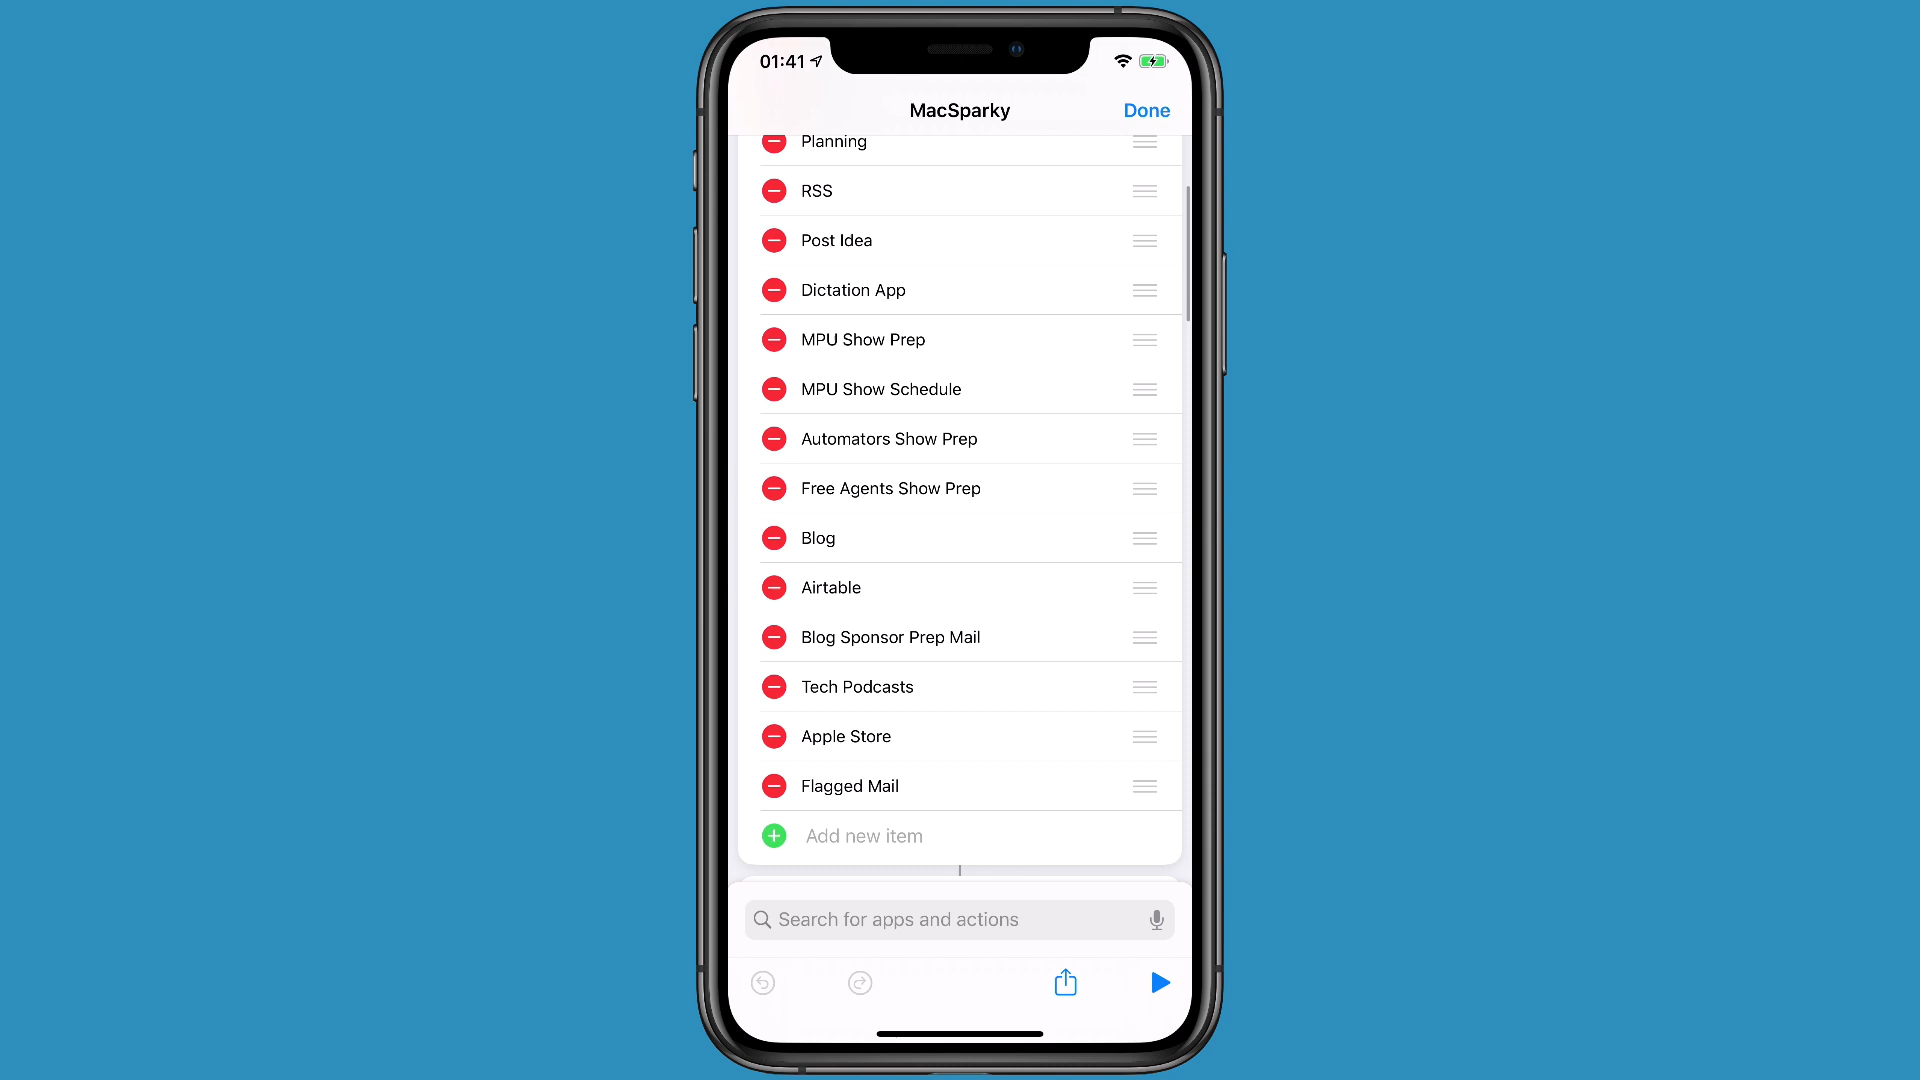 01:41
MacSparky
Done
Planning
RSS
Post Idea
Dictation App
MPU Show Prep
MPU Show Schedule
Automators Show Prep
Free Agents Show Prep
Blog
Airtable
Blog Sponsor Prep Mail
Tech Podcasts
Apple Store
Flagged Mail
Add new item
Search for apps and actions